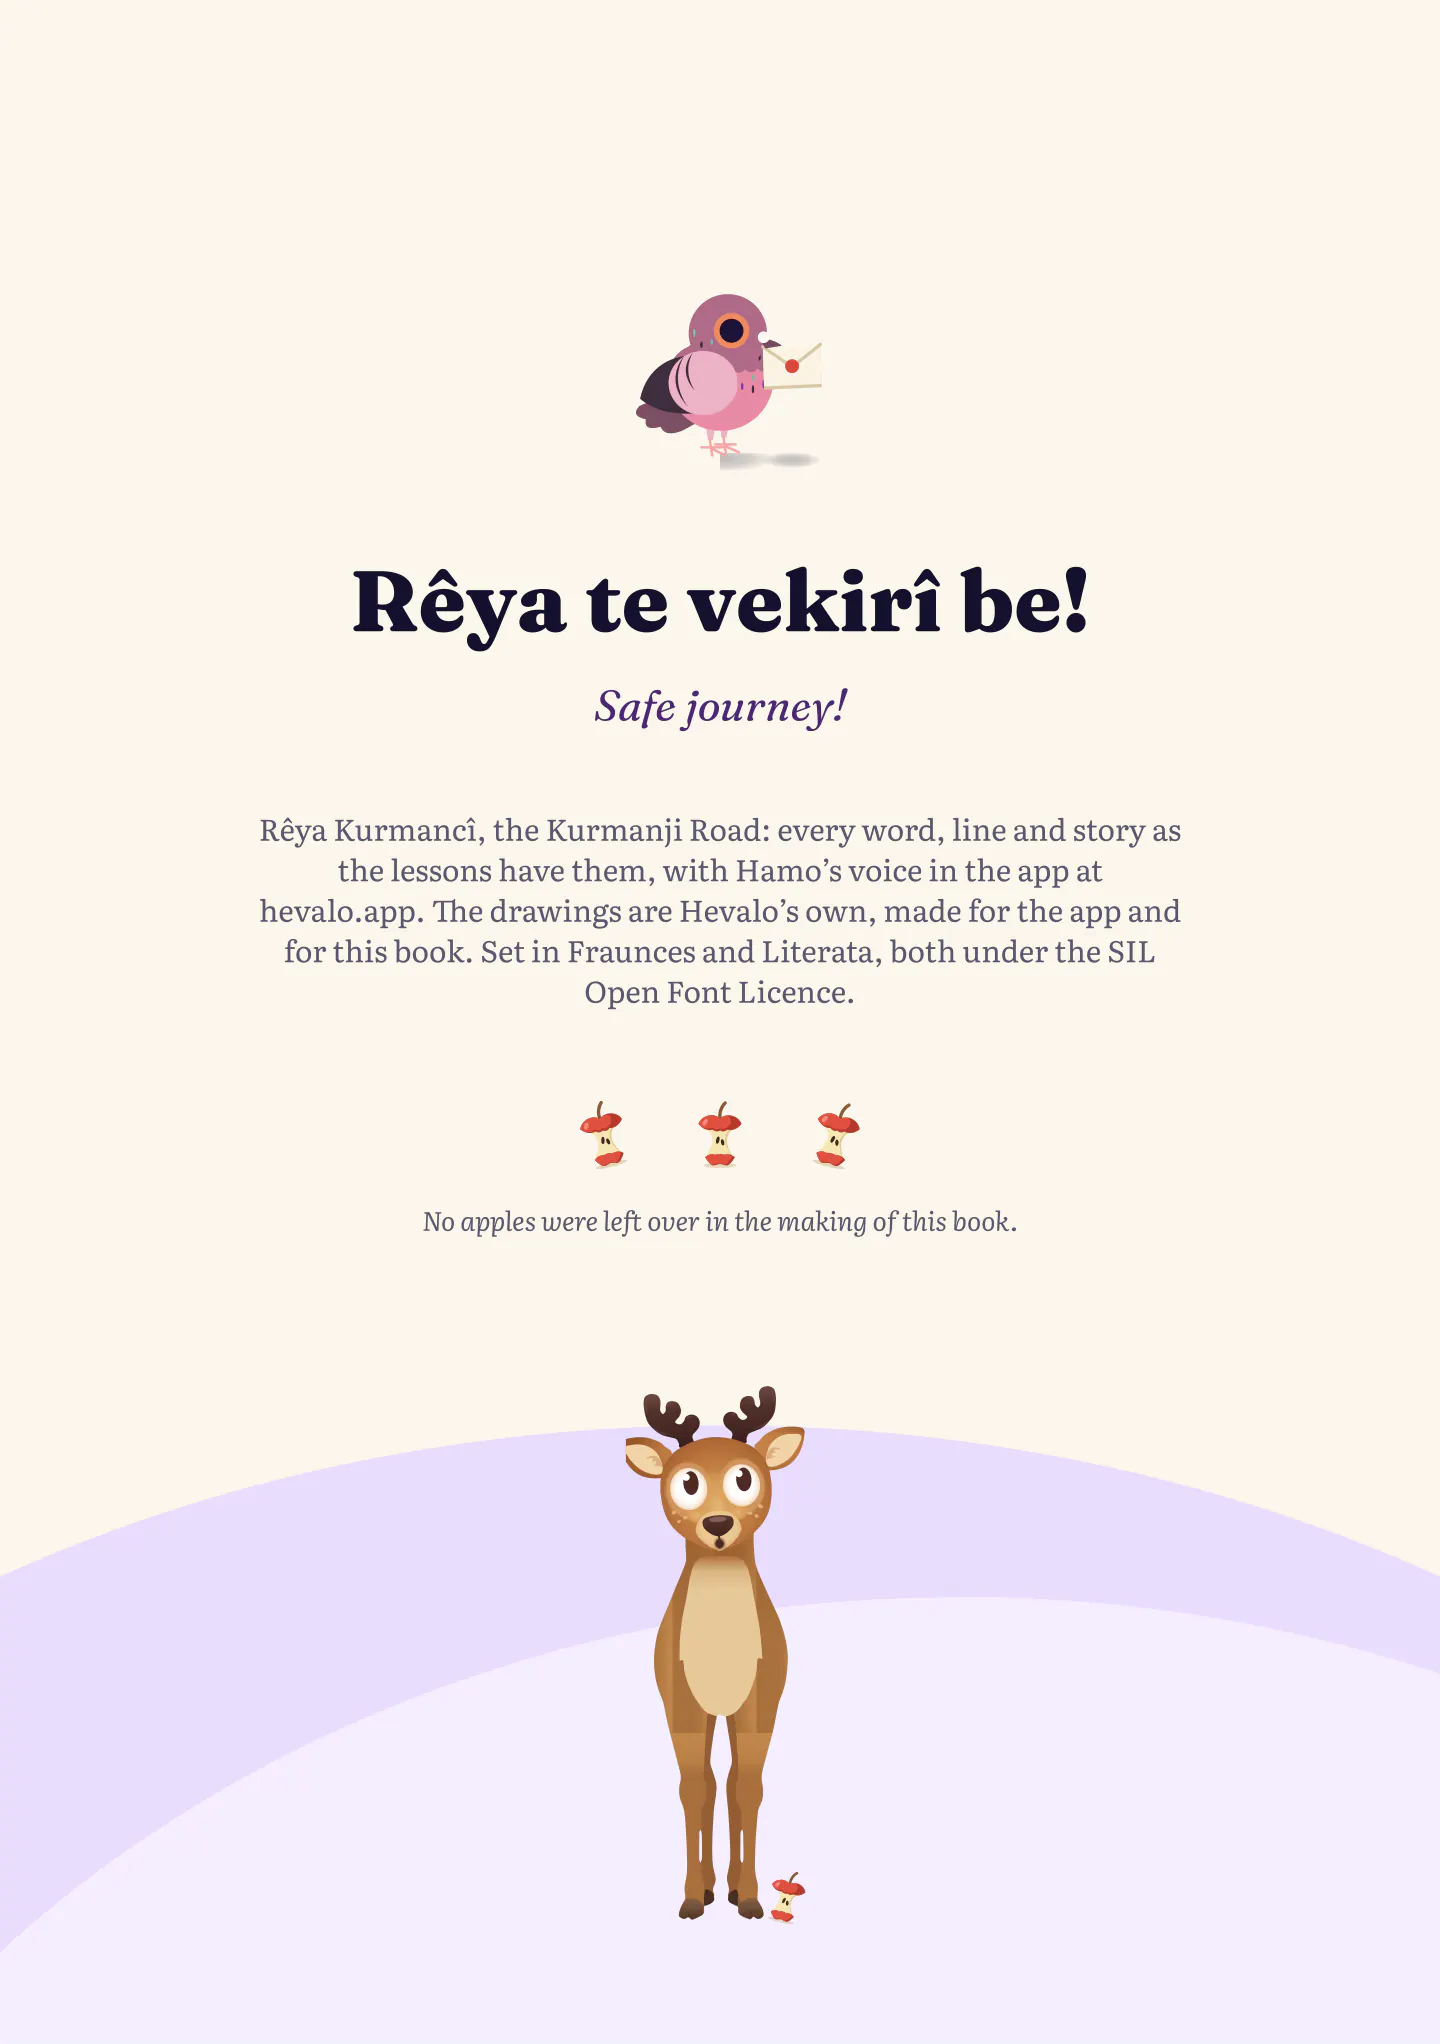 Rêya te vekirî be!
Safe journey!
Rêya Kurmancî, the Kurmanji Road: every word, line and story as
the lessons have them, with Hamo’s voice in the app at
hevalo.app. The drawings are Hevalo’s own, made for the app and
for this book. Set in Fraunces and Literata, both under the SIL
Open Font Licence.
No apples were left over in the making of this book.